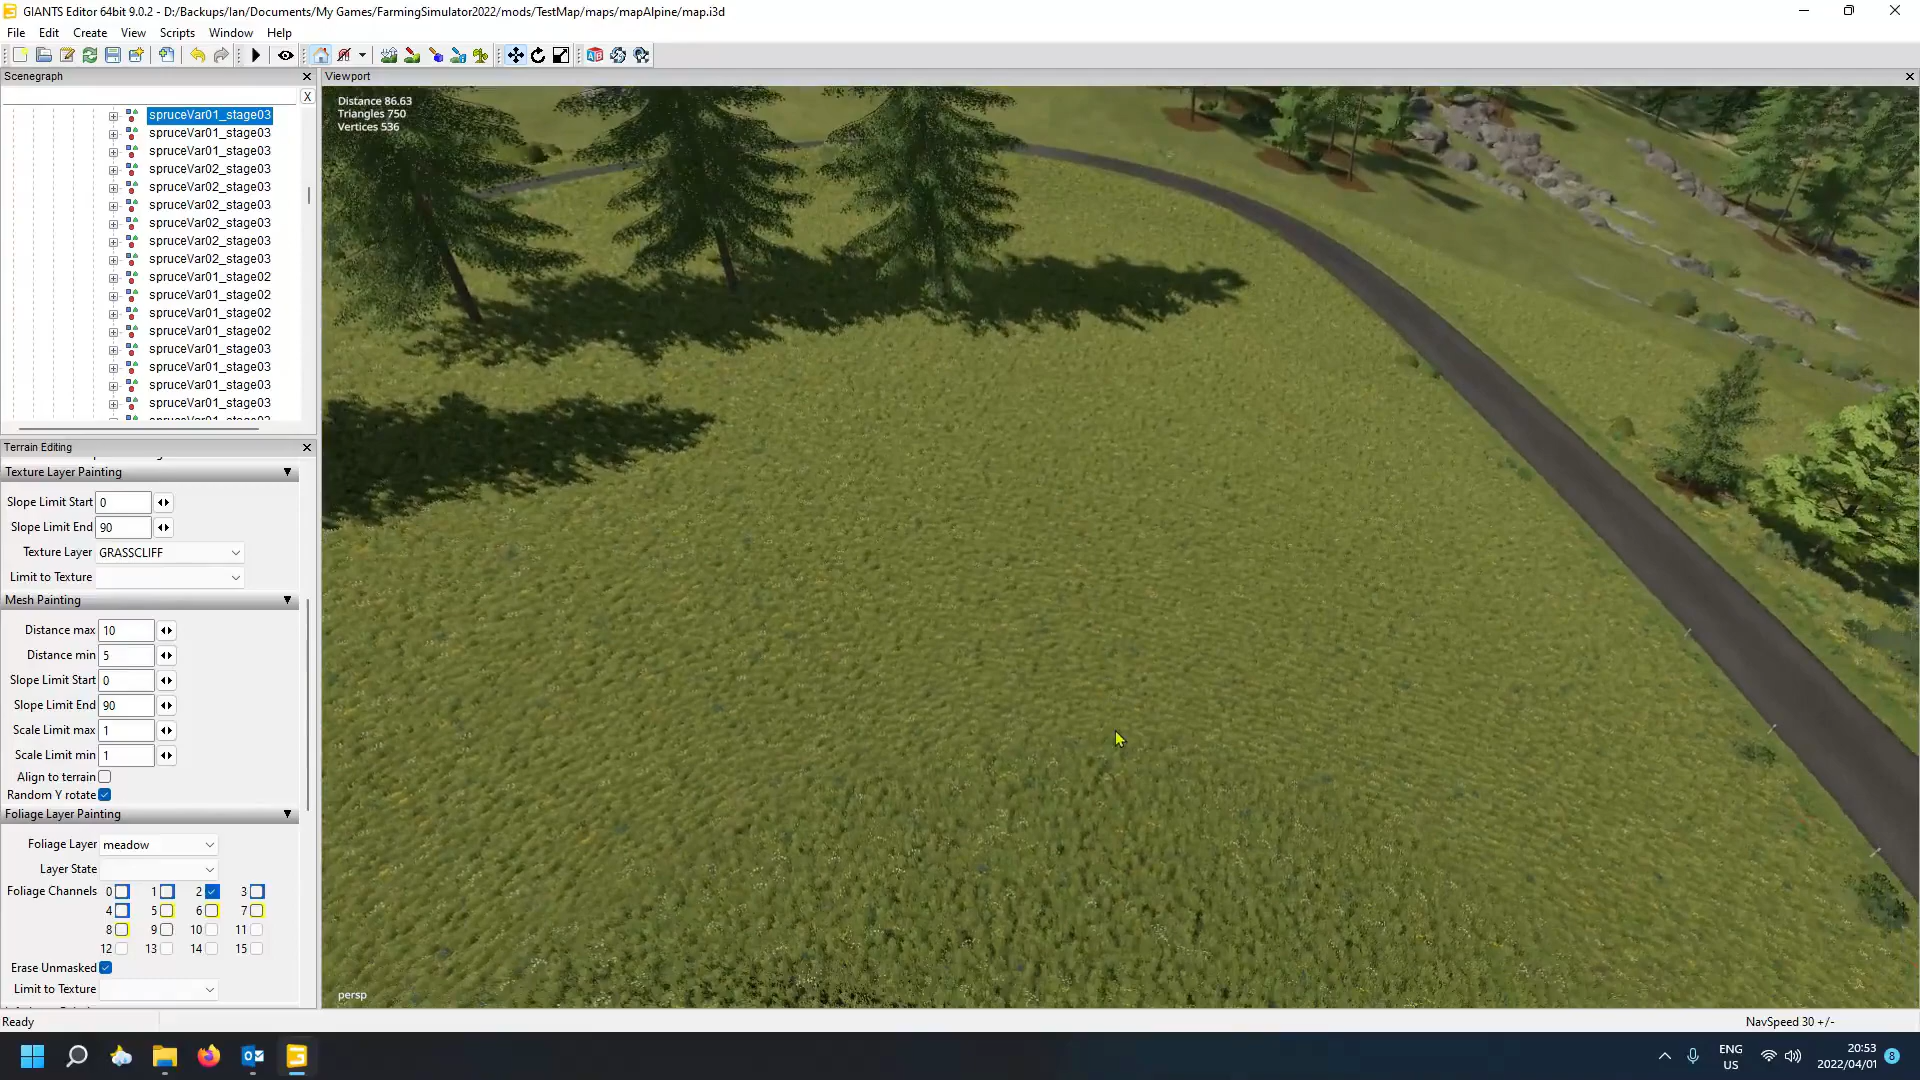 GIANTS Editor 64bit 9.0.2 - D:/Backups/Ian/Documents/My Games/FarmingSimulator2022/mods/TestMap/maps/mapAlpine/map.i3d
File Edit Create View Scripts Window Help
Scenegraph
X
spruceVar01_stage03
spruceVar01_stage03
spruceVar01_stage03
spruceVar02_stage03
spruceVar02_stage03
spruceVar02_stage03
spruceVar02_stage03
spruceVar02_stage03
spruceVar02_stage03
spruceVar01_stage02
spruceVar01_stage02
spruceVar01_stage02
spruceVar01_stage02
spruceVar01_stage03
spruceVar01_stage03
spruceVar01_stage03
spruceVar01_stage03
Terrain Editing
Texture Layer Painting
Slope Limit Start 0
Slope Limit End 90
Texture Layer GRASSCLIFF
Limit to Texture
Mesh Painting
Distance max 10
Distance min 5
Slope Limit Start 0
Slope Limit End 90
Scale Limit max 1
Scale Limit min 1
Align to terrain
Random Y rotate
Foliage Layer Painting
Foliage Layer meadow
Layer State
Foliage Channels 0 1 2 3
4 5 6 7
8 9 10 11
12 13 14 15
Erase Unmasked
Limit to Texture
Viewport
Distance 86.63
Triangles 750
Vertices 536
persp
Ready
NavSpeed 30 +/-
ENG
US
20:53
2022/04/01
8